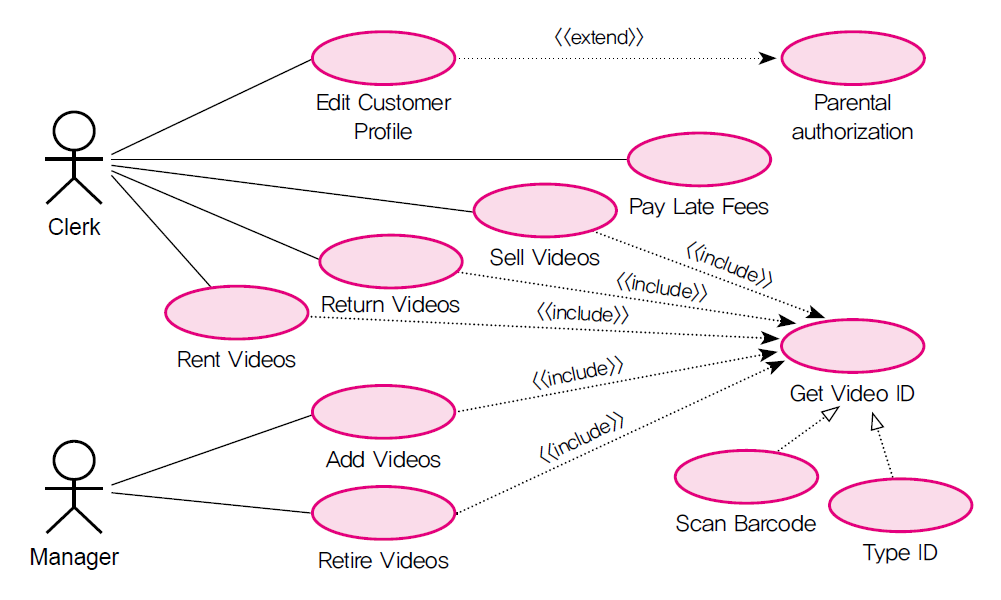 ⟨⟨extend⟩⟩
Edit Customer
Profile
Parental
authorization
Clerk
Pay Late Fees
Sell Videos
⟨⟨include⟩⟩
Return Videos
⟨⟨include⟩⟩
⟨⟨include⟩⟩
Rent Videos
Get Video ID
⟨⟨include⟩⟩
Add Videos
⟨⟨include⟩⟩
Scan Barcode
Manager
Retire Videos
Type ID